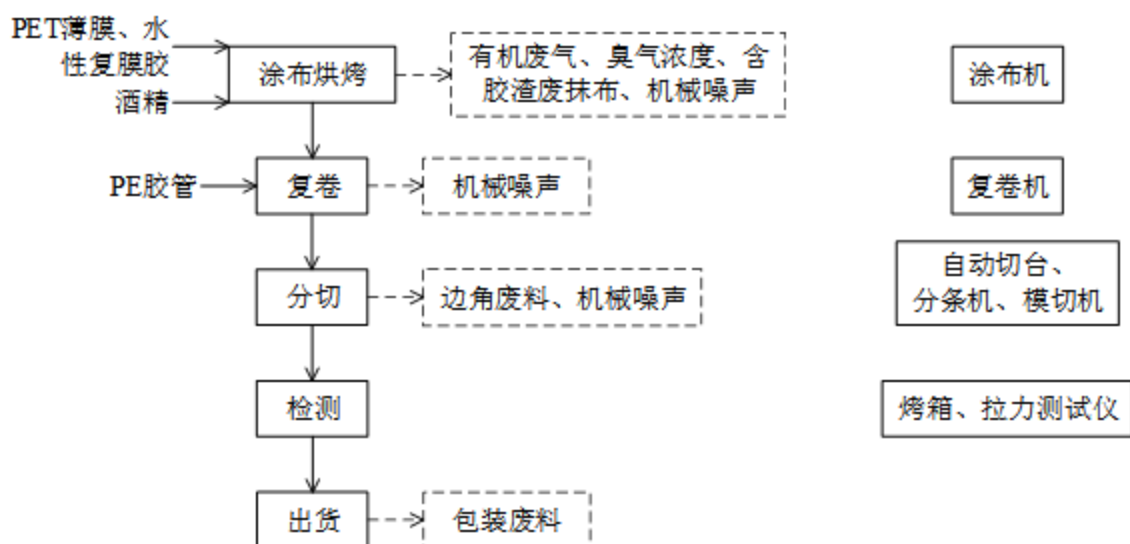 PET薄膜、水
性复膜胶
酒精
涂布烘烤
有机废气、臭气浓度、含
胶渣废抹布、机械噪声
涂布机
PE胶管
复卷
机械噪声
复卷机
分切
边角废料、机械噪声
自动切台、
分条机、模切机
检测
烤箱、拉力测试仪
出货
包装废料